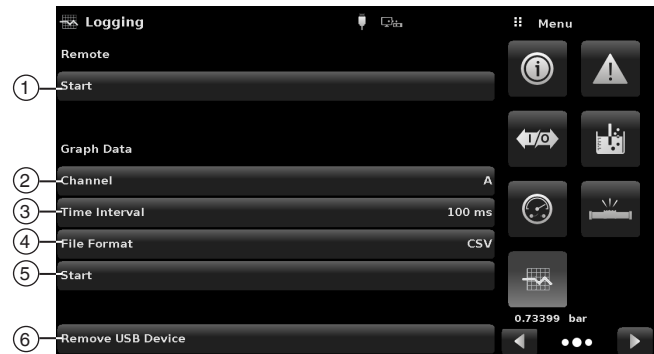 Logging
Menu
Remote
1 Start
Graph Data
2 Channel A
3 Time Interval 100 ms
4 File Format CSV
5 Start
6 Remove USB Device
I/O
0.73399 bar